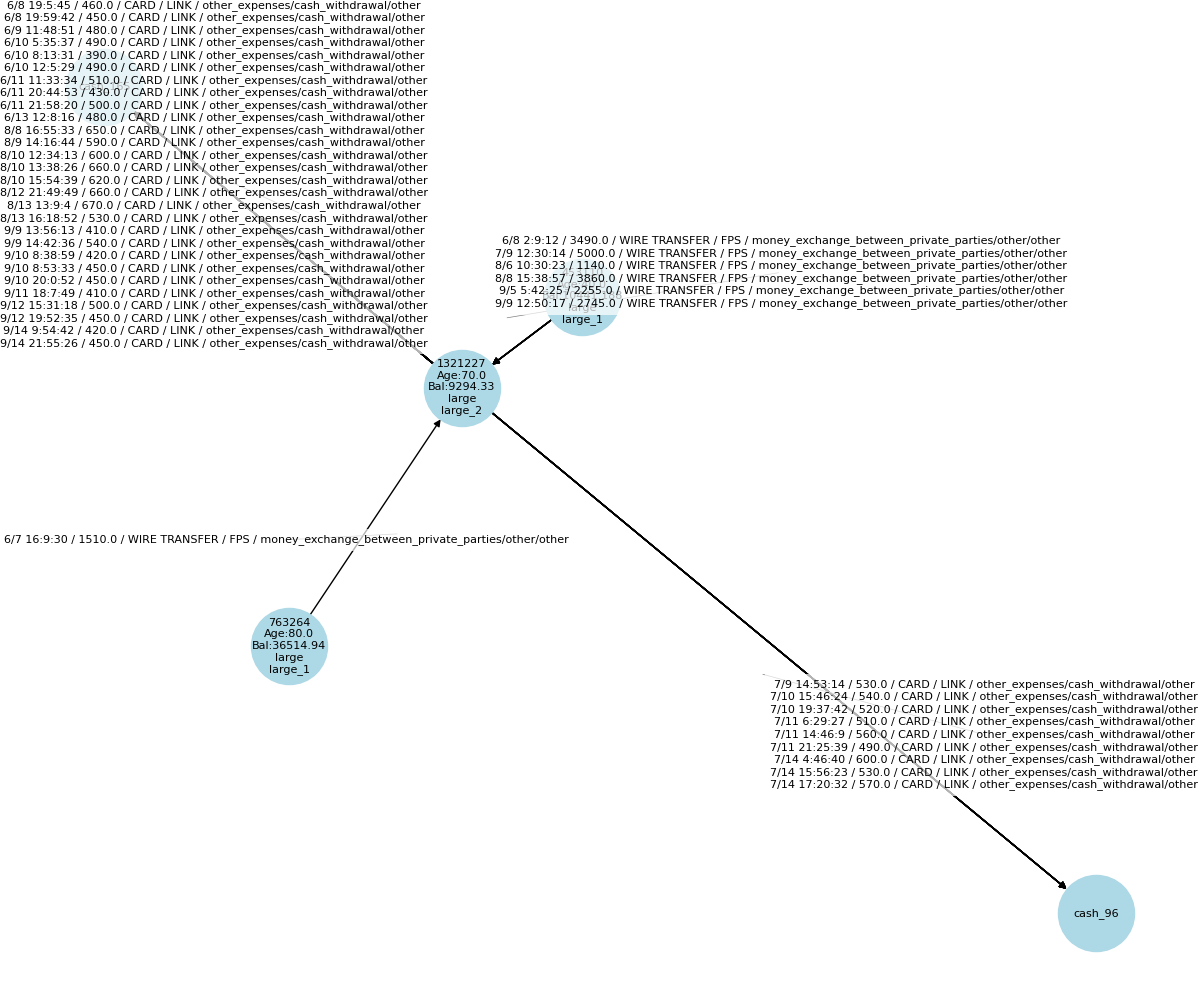 6/8 19:5:45 / 460.0 / CARD / LINK / other_expenses/cash_withdrawal/other
6/8 19:59:42 / 450.0 / CARD / LINK / other_expenses/cash_withdrawal/other
6/9 11:48:51 / 480.0 / CARD / LINK / other_expenses/cash_withdrawal/other
6/10 5:35:37 / 490.0 / CARD / LINK / other_expenses/cash_withdrawal/other
6/10 8:13:31 / 390.0 / CARD / LINK / other_expenses/cash_withdrawal/other
6/10 12:5:29 / 490.0 / CARD / LINK / other_expenses/cash_withdrawal/other
6/11 11:33:34 / 510.0 / CARD / LINK / other_expenses/cash_withdrawal/other
6/11 20:44:53 / 430.0 / CARD / LINK / other_expenses/cash_withdrawal/other
6/11 21:58:20 / 500.0 / CARD / LINK / other_expenses/cash_withdrawal/other
6/13 12:8:16 / 480.0 / CARD / LINK / other_expenses/cash_withdrawal/other
8/8 16:55:33 / 650.0 / CARD / LINK / other_expenses/cash_withdrawal/other
8/9 14:16:44 / 590.0 / CARD / LINK / other_expenses/cash_withdrawal/other
8/10 12:34:13 / 600.0 / CARD / LINK / other_expenses/cash_withdrawal/other
8/10 13:38:26 / 660.0 / CARD / LINK / other_expenses/cash_withdrawal/other
8/10 15:54:39 / 620.0 / CARD / LINK / other_expenses/cash_withdrawal/other
8/12 21:49:49 / 660.0 / CARD / LINK / other_expenses/cash_withdrawal/other
8/13 13:9:4 / 670.0 / CARD / LINK / other_expenses/cash_withdrawal/other
8/13 16:18:52 / 530.0 / CARD / LINK / other_expenses/cash_withdrawal/other
9/9 13:56:13 / 410.0 / CARD / LINK / other_expenses/cash_withdrawal/other
9/9 14:42:36 / 540.0 / CARD / LINK / other_expenses/cash_withdrawal/other
9/10 8:38:59 / 420.0 / CARD / LINK / other_expenses/cash_withdrawal/other
9/10 8:53:33 / 450.0 / CARD / LINK / other_expenses/cash_withdrawal/other
9/10 20:0:52 / 450.0 / CARD / LINK / other_expenses/cash_withdrawal/other
9/11 18:7:49 / 410.0 / CARD / LINK / other_expenses/cash_withdrawal/other
9/12 15:31:18 / 500.0 / CARD / LINK / other_expenses/cash_withdrawal/other
9/12 19:52:35 / 450.0 / CARD / LINK / other_expenses/cash_withdrawal/other
9/14 9:54:42 / 420.0 / CARD / LINK / other_expenses/cash_withdrawal/other
9/14 21:55:26 / 450.0 / CARD / LINK / other_expenses/cash_withdrawal/other
6/8 2:9:12 / 3490.0 / WIRE TRANSFER / FPS / money_exchange_between_private_parties/other/other
7/9 12:30:14 / 5000.0 / WIRE TRANSFER / FPS / money_exchange_between_private_parties/other/other
8/6 10:30:23 / 1140.0 / WIRE TRANSFER / FPS / money_exchange_between_private_parties/other/other
8/8 15:38:57 / 3860.0 / WIRE TRANSFER / FPS / money_exchange_between_private_parties/other/other
9/5 5:42:25 / 2255.0 / WIRE TRANSFER / FPS / money_exchange_between_private_parties/other/other
9/9 12:50:17 / 2745.0 / WIRE TRANSFER / FPS / money_exchange_between_private_parties/other/other
large
large_1
1321227
Age:70.0
Bal:9294.33
large
large_2
6/7 16:9:30 / 1510.0 / WIRE TRANSFER / FPS / money_exchange_between_private_parties/other/other
763264
Age:80.0
Bal:36514.94
large
large_1
7/9 14:53:14 / 530.0 / CARD / LINK / other_expenses/cash_withdrawal/other
7/10 15:46:24 / 540.0 / CARD / LINK / other_expenses/cash_withdrawal/other
7/10 19:37:42 / 520.0 / CARD / LINK / other_expenses/cash_withdrawal/other
7/11 6:29:27 / 510.0 / CARD / LINK / other_expenses/cash_withdrawal/other
7/11 14:46:9 / 560.0 / CARD / LINK / other_expenses/cash_withdrawal/other
7/11 21:25:39 / 490.0 / CARD / LINK / other_expenses/cash_withdrawal/other
7/14 4:46:40 / 600.0 / CARD / LINK / other_expenses/cash_withdrawal/other
7/14 15:56:23 / 530.0 / CARD / LINK / other_expenses/cash_withdrawal/other
7/14 17:20:32 / 570.0 / CARD / LINK / other_expenses/cash_withdrawal/other
cash_96